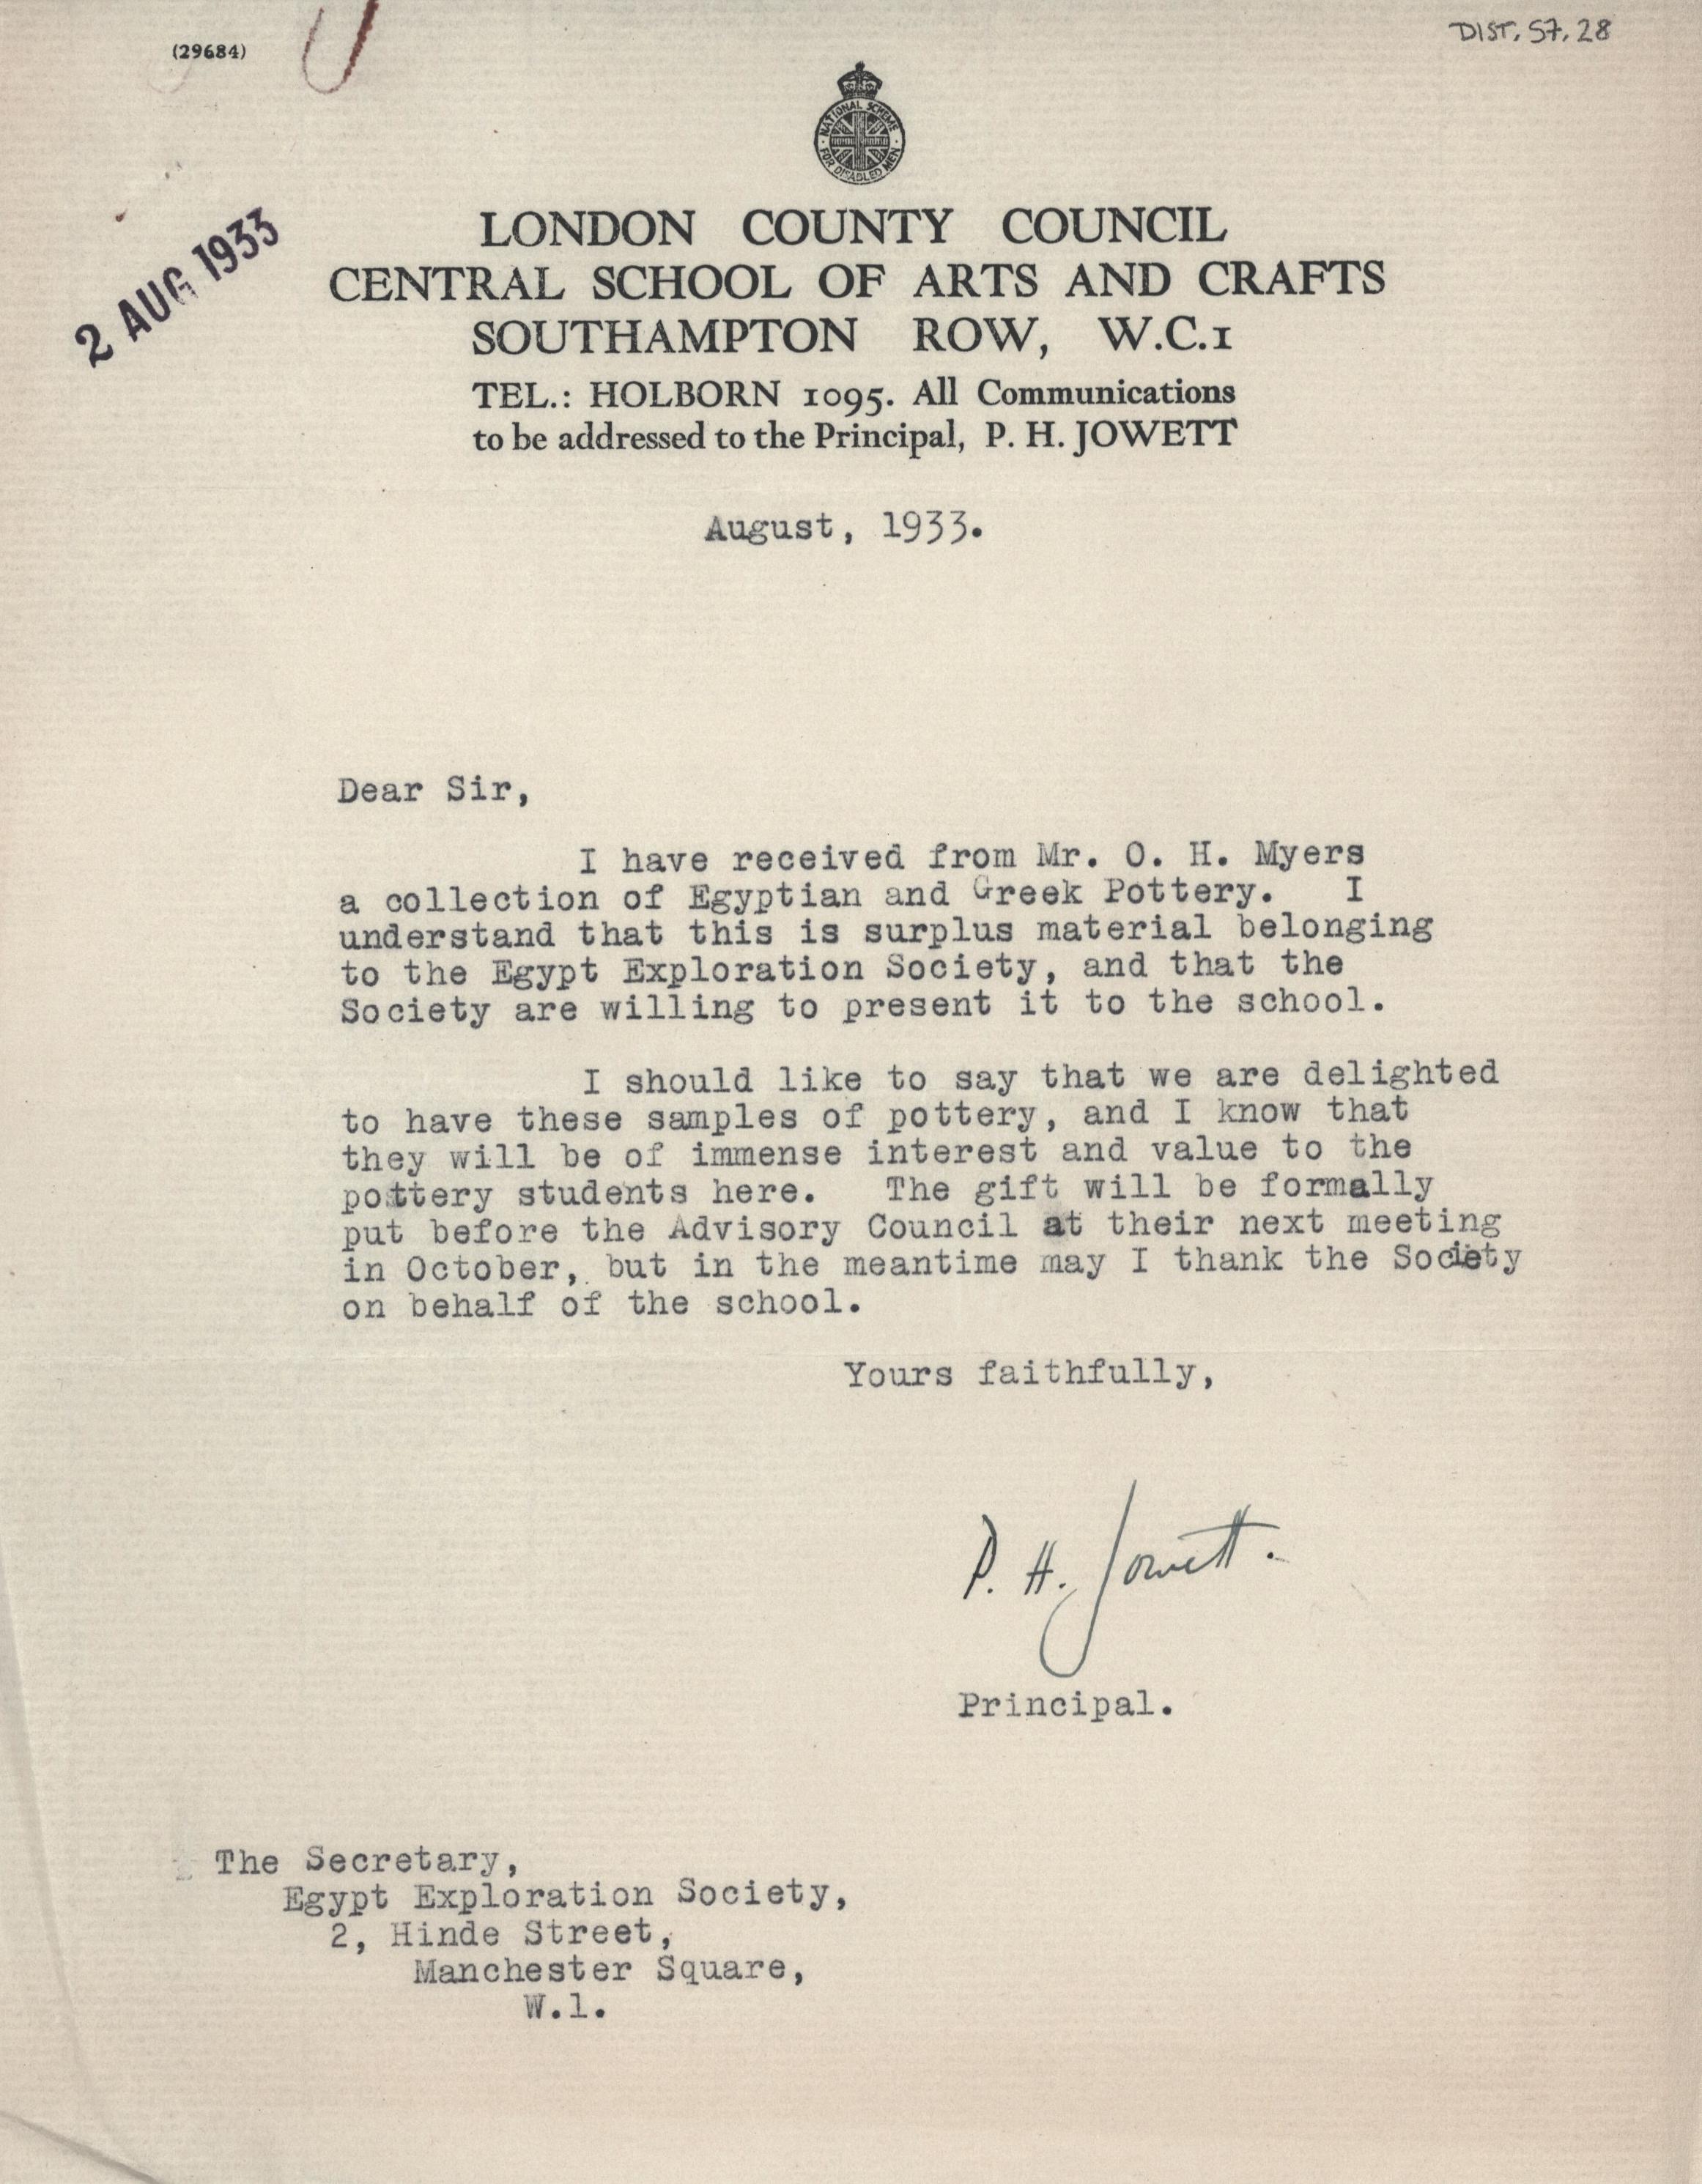 (29684)
DIST. 57.28
NATIONAL SCHEME
FOR DISABLED MEN
2 AUG 1933
LONDON COUNTY COUNCIL
CENTRAL SCHOOL OF ARTS AND CRAFTS
SOUTHAMPTON ROW, W.C.1
TEL.: HOLBORN 1095. All Communications
to be addressed to the Principal, P. H. JOWETT
August, 1933.
Dear Sir,
I have received from Mr. O. H. Myers
a collection of Egyptian and Greek Pottery. I
understand that this is surplus material belonging
to the Egypt Exploration Society, and that the
Society are willing to present it to the school.
I should like to say that we are delighted
to have these samples of pottery, and I know that
they will be of immense interest and value to the
pottery students here. The gift will be formally
put before the Advisory Council at their next meeting
in October, but in the meantime may I thank the Society
on behalf of the school.
Yours faithfully,
P. H. Jowett.
Principal.
The Secretary,
Egypt Exploration Society,
2, Hinde Street,
Manchester Square,
W.1.